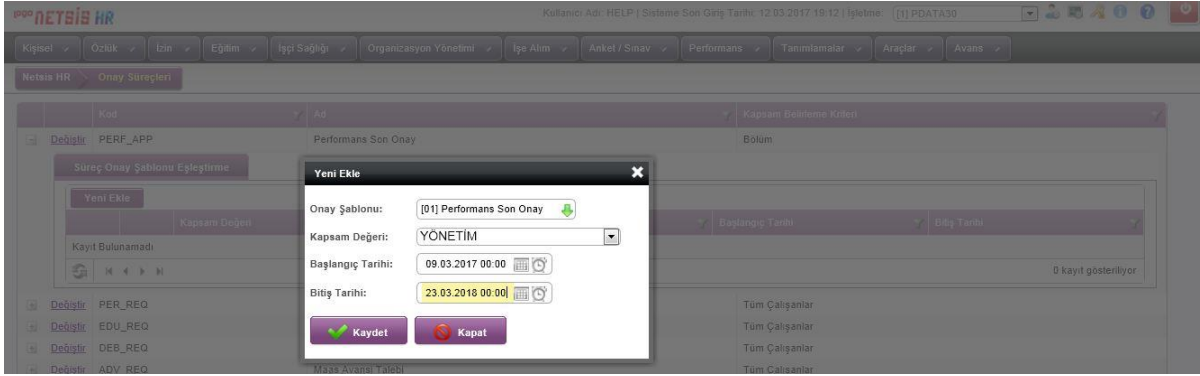 logo NETSİS HR
Kullanıcı Adı: HELP | Sisteme Son Giriş Tarihi: 12.03.2017 19:12 | İşletme: [1] PDATA30
Kişisel Özlük İzin Eğitim İşçi Sağlığı Organizasyon Yönetimi İşe Alım Anket / Sınav Performans Tanımlamalar Araçlar Avans
Netsis HR Onay Süreçleri
Kod Ad Kapsam Belirleme Kriteri
Değiştir PERF_APP Performans Son Onay Bölüm
Süreç Onay Şablonu Eşleştirme
Yeni Ekle
Kapsam Değeri Başlangıç Tarihi Bitiş Tarihi
Kayıt Bulunamadı
0 kayıt gösteriliyor
Yeni Ekle
Onay Şablonu: [01] Performans Son Onay
Kapsam Değeri: YÖNETİM
Başlangıç Tarihi: 09.03.2017 00:00
Bitiş Tarihi: 23.03.2018 00:00
Kaydet Kapat
Değiştir PER_REQ Tüm Çalışanlar
Değiştir EDU_REQ Tüm Çalışanlar
Değiştir DEB_REQ Tüm Çalışanlar
Değiştir ADV_REQ Maaş Avansı Talebi Tüm Çalışanlar